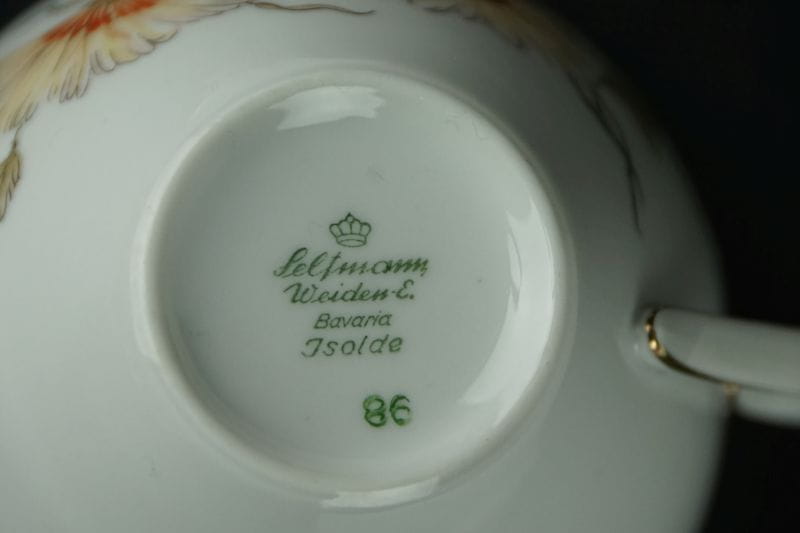 Seltmann
Weiden-E.
Bavaria
Isolde
86